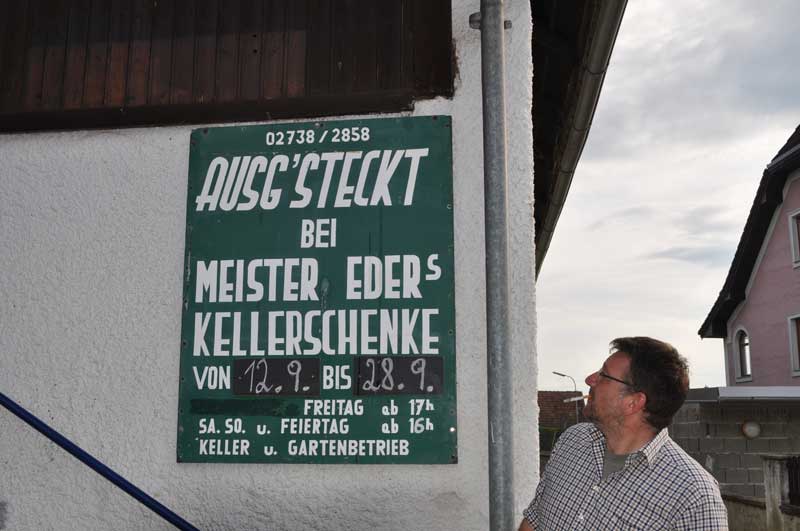 02738/2858
AUSG'STECKT
BEI
MEISTER EDERs
KELLERSCHENKE
VON 12.9. BIS 28.9.
FREITAG ab 17h
SA. SO. u. FEIERTAG ab 16h
KELLER u. GARTENBETRIEB